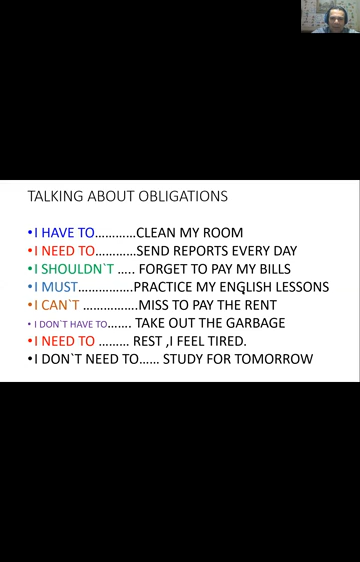 TALKING ABOUT OBLIGATIONS
•I HAVE TO…………CLEAN MY ROOM
•I NEED TO…………SEND REPORTS EVERY DAY
•I SHOULDN`T ….. FORGET TO PAY MY BILLS
•I MUST…………….PRACTICE MY ENGLISH LESSONS
•I CAN`T …………….MISS TO PAY THE RENT
•I DON`T HAVE TO……. TAKE OUT THE GARBAGE
•I NEED TO ……… REST ,I FEEL TIRED.
•I DON`T NEED TO…… STUDY FOR TOMORROW